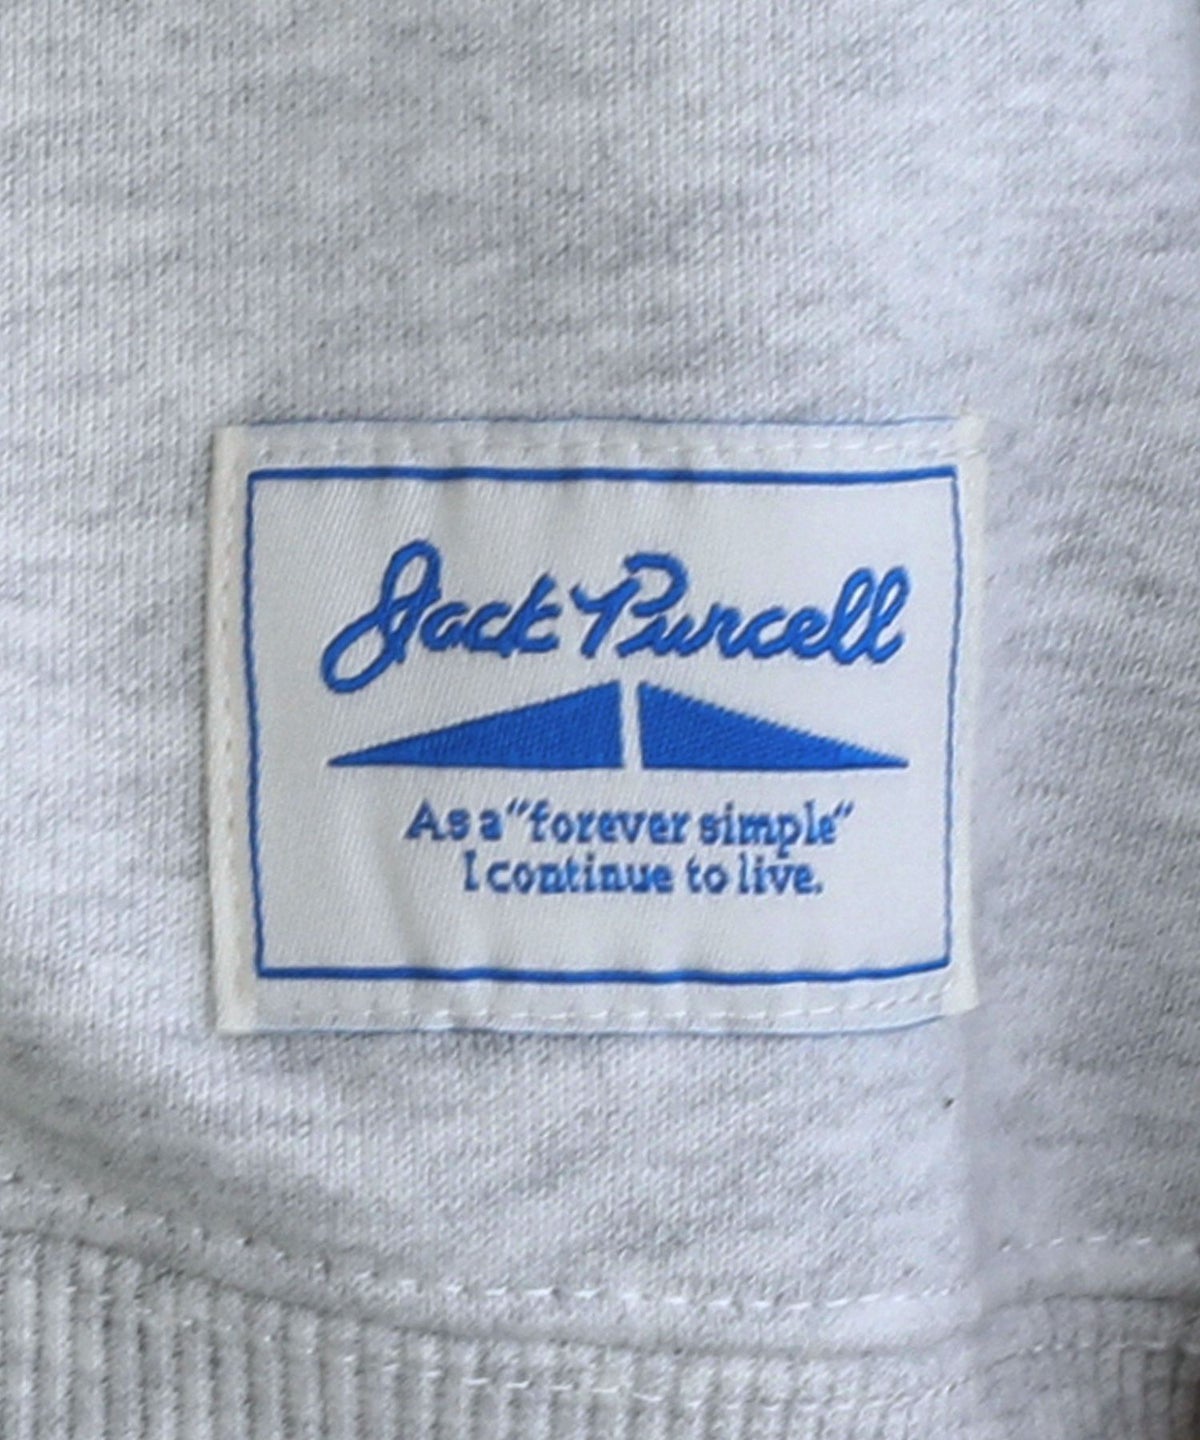 Jack Purcell
As a "forever simple"
I continue to live.